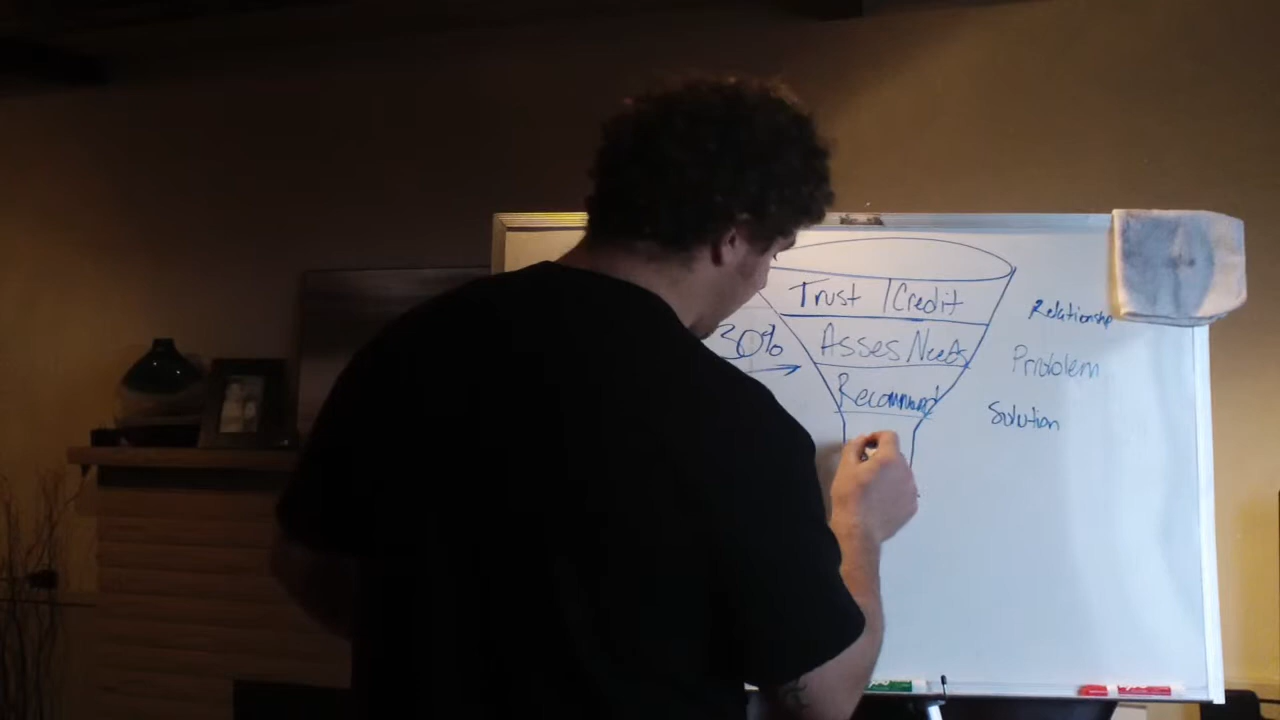 Trust | Credit
Relationship
30%
Asses Needs
Problem
Recommend
Solution